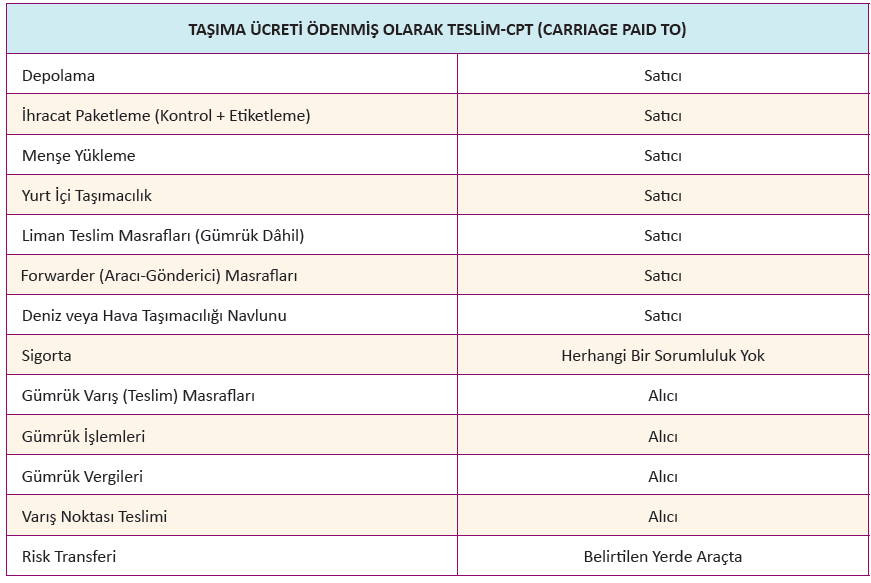 TAŞIMA ÜCRETİ ÖDENMİŞ OLARAK TESLİM-CPT (CARRIAGE PAID TO)
Depolama Satıcı
İhracat Paketleme (Kontrol + Etiketleme) Satıcı
Menşe Yükleme Satıcı
Yurt İçi Taşımacılık Satıcı
Liman Teslim Masrafları (Gümrük Dâhil) Satıcı
Forwarder (Aracı-Gönderici) Masrafları Satıcı
Deniz veya Hava Taşımacılığı Navlunu Satıcı
Sigorta Herhangi Bir Sorumluluk Yok
Gümrük Varış (Teslim) Masrafları Alıcı
Gümrük İşlemleri Alıcı
Gümrük Vergileri Alıcı
Varış Noktası Teslimi Alıcı
Risk Transferi Belirtilen Yerde Araçta